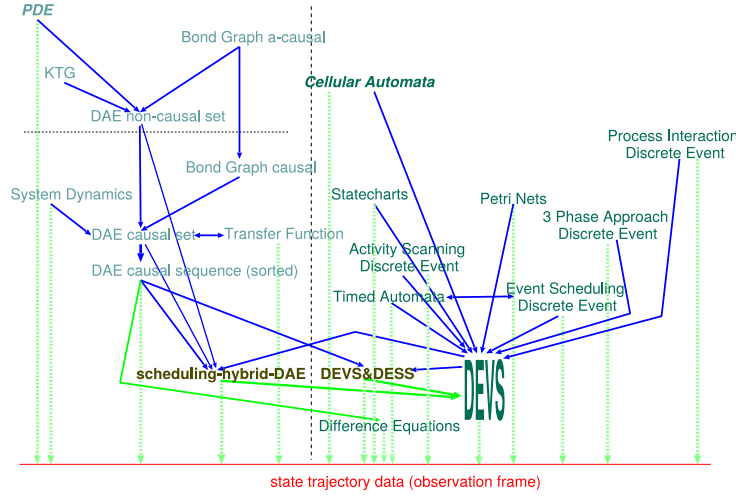 PDE
Bond Graph a-causal
KTG
Cellular Automata
DAE non-causal set
Process Interaction
Discrete Event
Bond Graph causal
System Dynamics
Statecharts
Petri Nets
3 Phase Approach
Discrete Event
DAE causal set
Transfer Function
Activity Scanning
Discrete Event
DAE causal sequence (sorted)
Timed Automata
Event Scheduling
Discrete Event
scheduling-hybrid-DAE
DEVS&DESS
DEVS
Difference Equations
state trajectory data (observation frame)